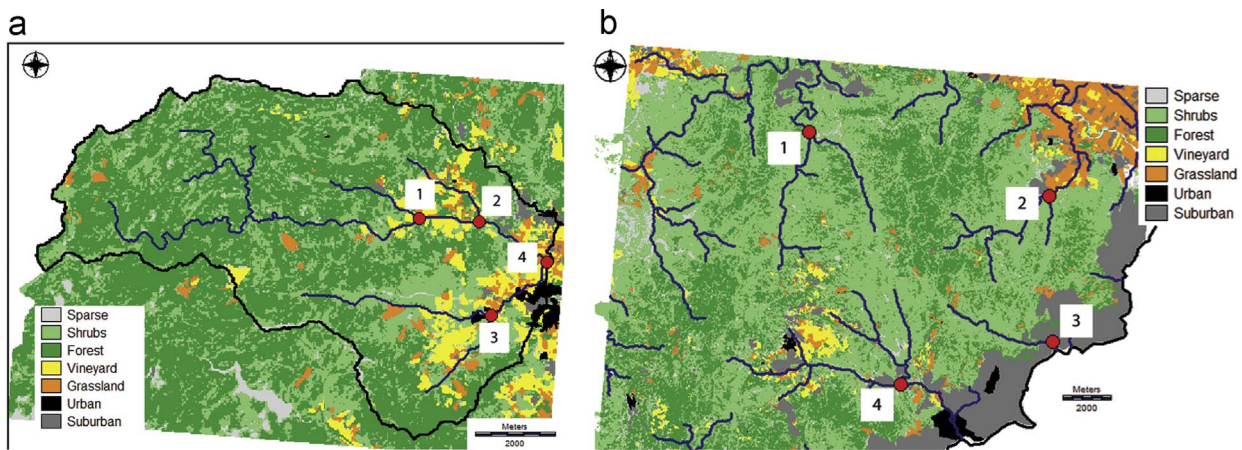 a
1
2
4
3
Sparse
Shrubs
Forest
Vineyard
Grassland
Urban
Suburban
Meters
2000
b
1
2
3
4
Sparse
Shrubs
Forest
Vineyard
Grassland
Urban
Suburban
Meters
2000